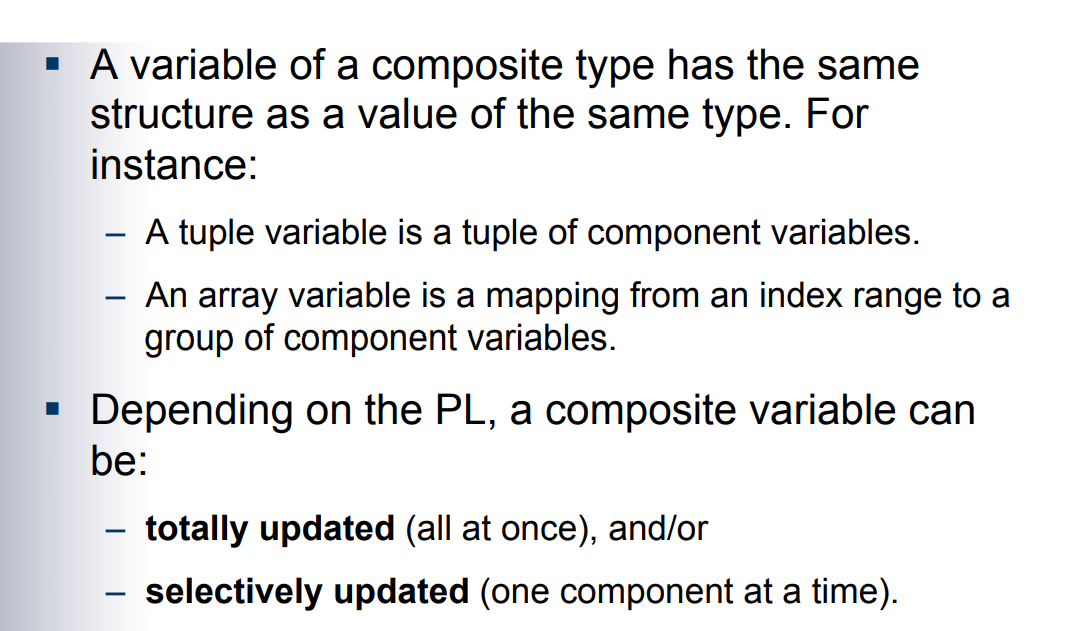 ▪ A variable of a composite type has the same
structure as a value of the same type. For
instance:
– A tuple variable is a tuple of component variables.
– An array variable is a mapping from an index range to a
group of component variables.
▪ Depending on the PL, a composite variable can
be:
– totally updated (all at once), and/or
– selectively updated (one component at a time).